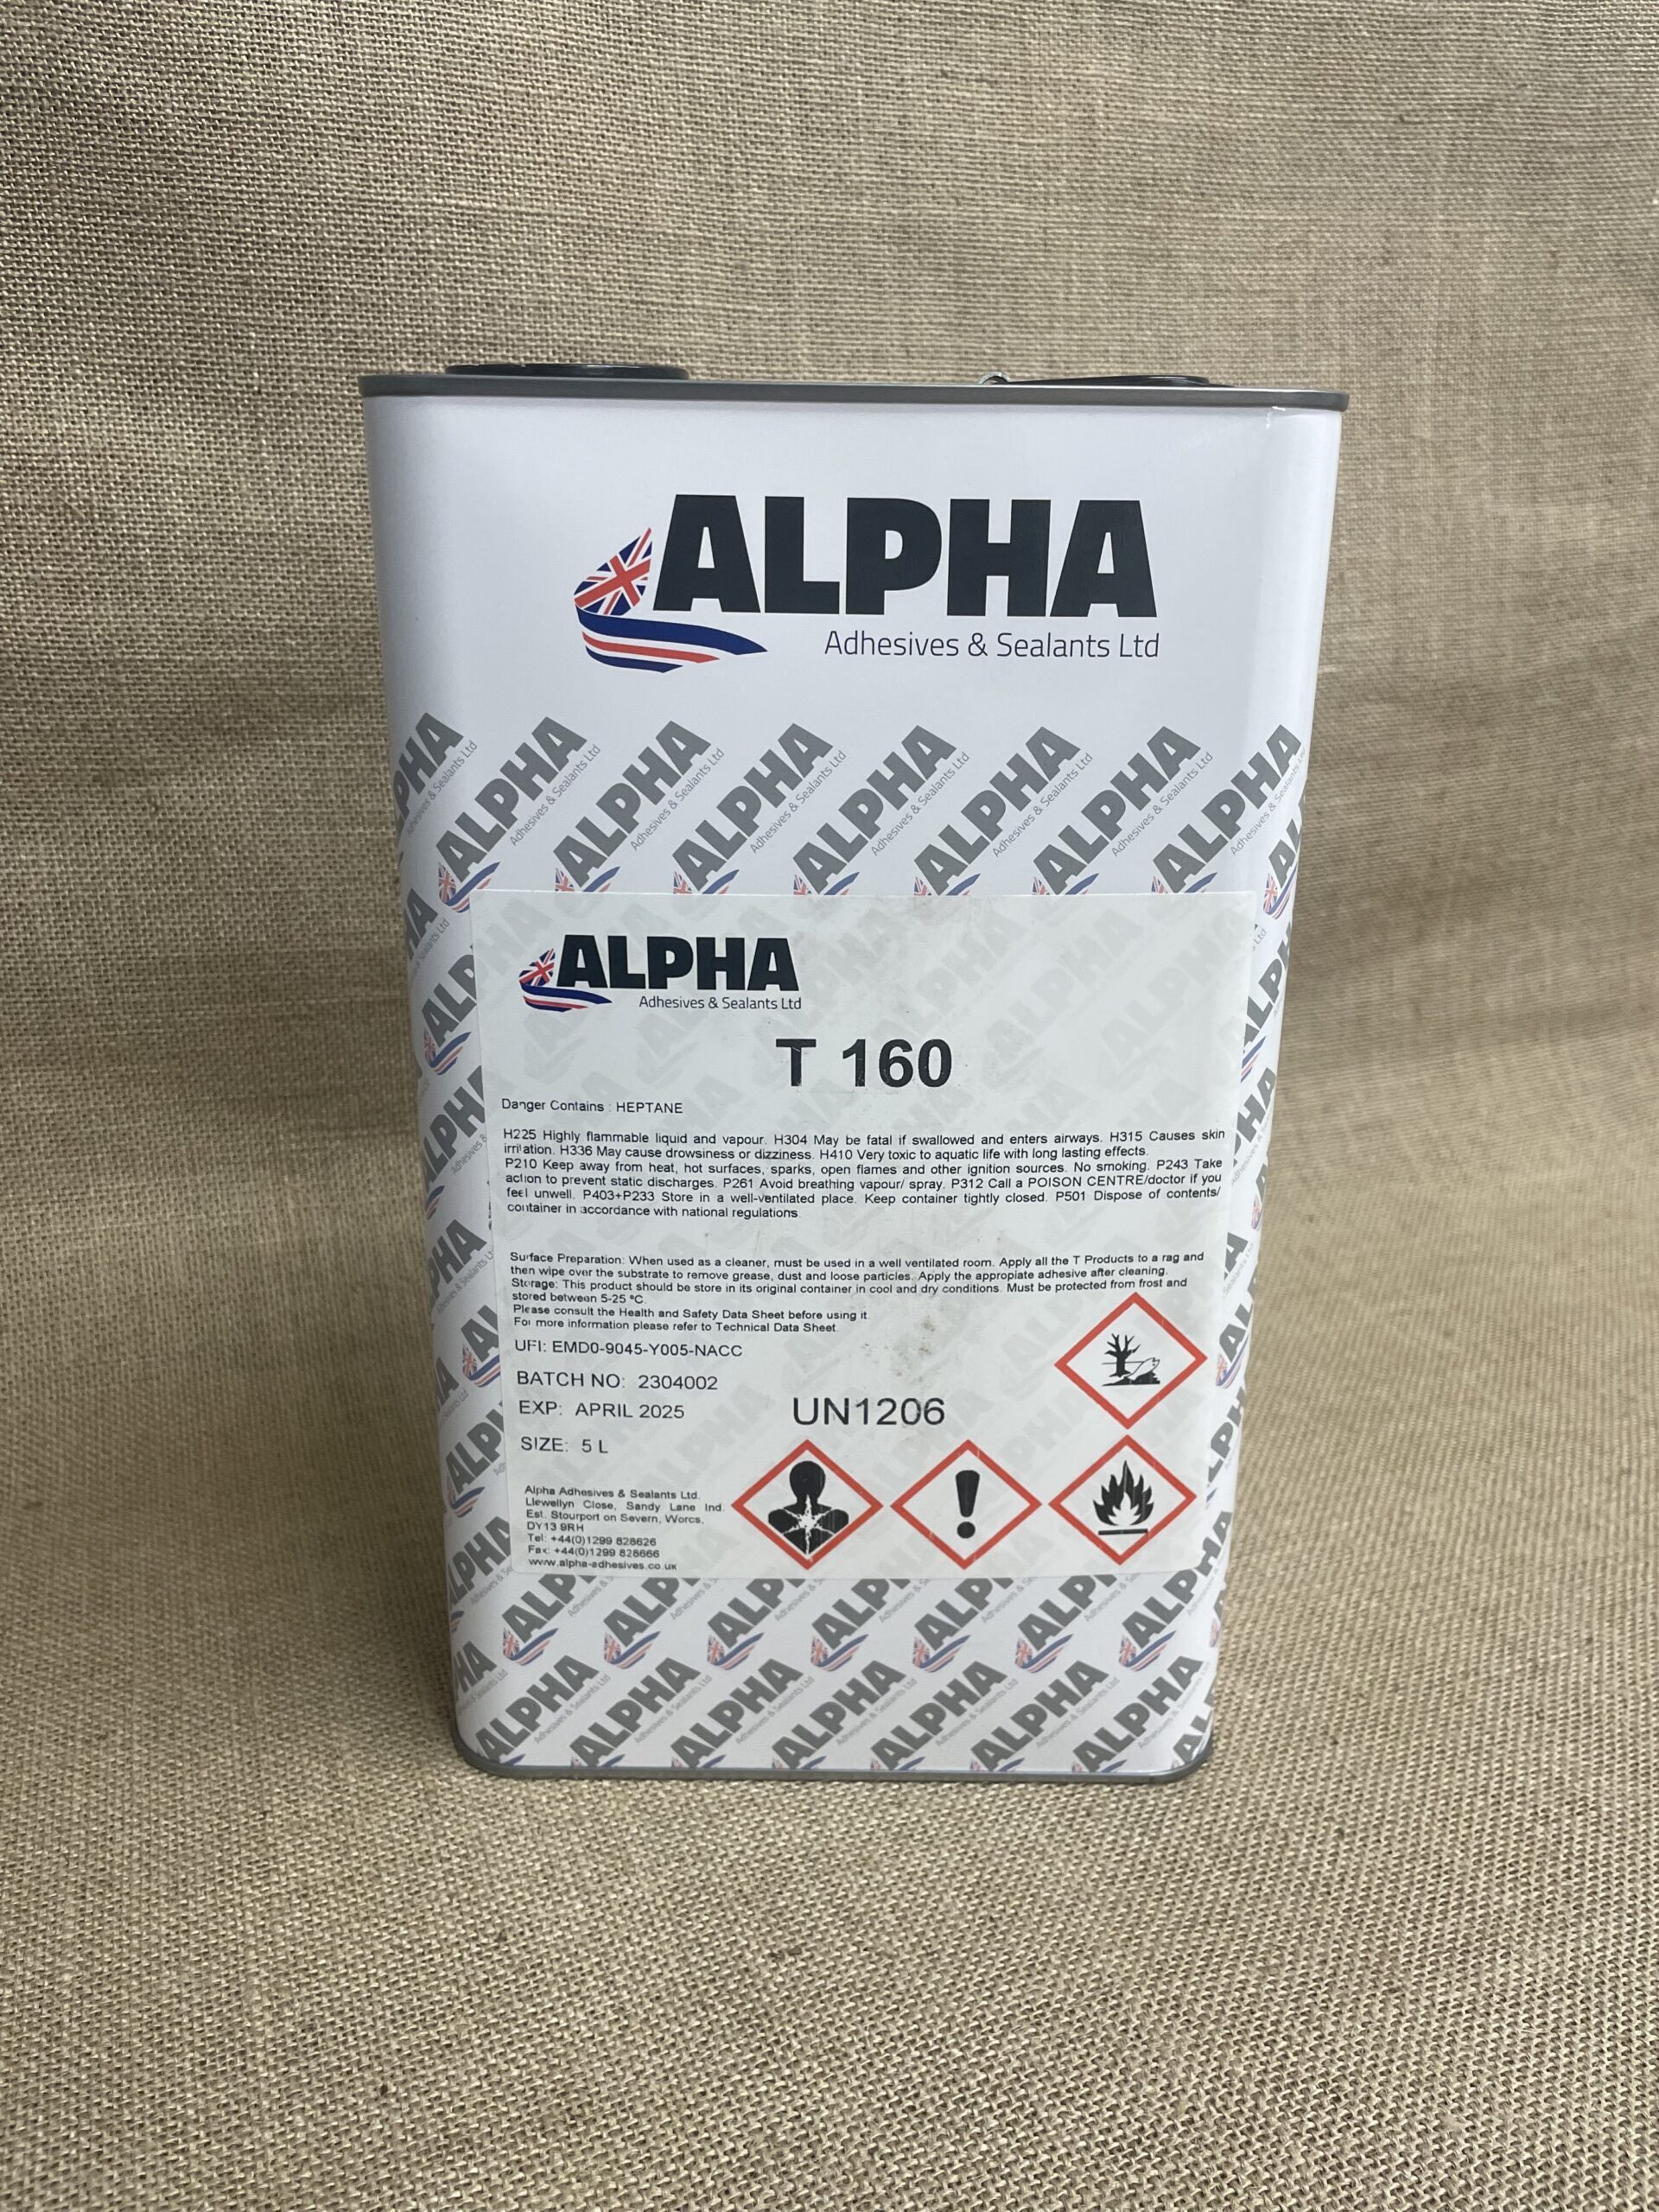 ALPHA
Adhesives & Sealants Ltd
ALPHA
Adhesives & Sealants Ltd
T 160
Danger Contains : HEPTANE
H225 Highly flammable liquid and vapour. H304 May be fatal if swallowed and enters airways. H315 Causes skin
irritation. H336 May cause drowsiness or dizziness. H410 Very toxic to aquatic life with long lasting effects.
P210 Keep away from heat, hot surfaces, sparks, open flames and other ignition sources. No smoking. P243 Take
action to prevent static discharges. P261 Avoid breathing vapour/ spray. P312 Call a POISON CENTRE/doctor if you
feel unwell. P403+P233 Store in a well-ventilated place. Keep container tightly closed. P501 Dispose of contents/
container in accordance with national regulations
Surface Preparation: When used as a cleaner, must be used in a well ventilated room. Apply all the T Products to a rag and
then wipe over the substrate to remove grease, dust and loose particles. Apply the appropiate adhesive after cleaning.
Storage: This product should be store in its original container in cool and dry conditions. Must be protected from frost and
stored between 5-25 °C.
Please consult the Health and Safety Data Sheet before using it.
For more information please refer to Technical Data Sheet.
UFI: EMD0-9045-Y005-NACC
BATCH NO: 2304002
EXP: APRIL 2025
UN1206
SIZE: 5 L
Alpha Adhesives & Sealants Ltd.
Llewellyn Close, Sandy Lane Ind.
Est. Stourport on Severn, Worcs.
DY13 9RH
Tel: +44(0)1299 828626
Fax: +44(0)1299 828666
www.alpha-adhesives.co.uk